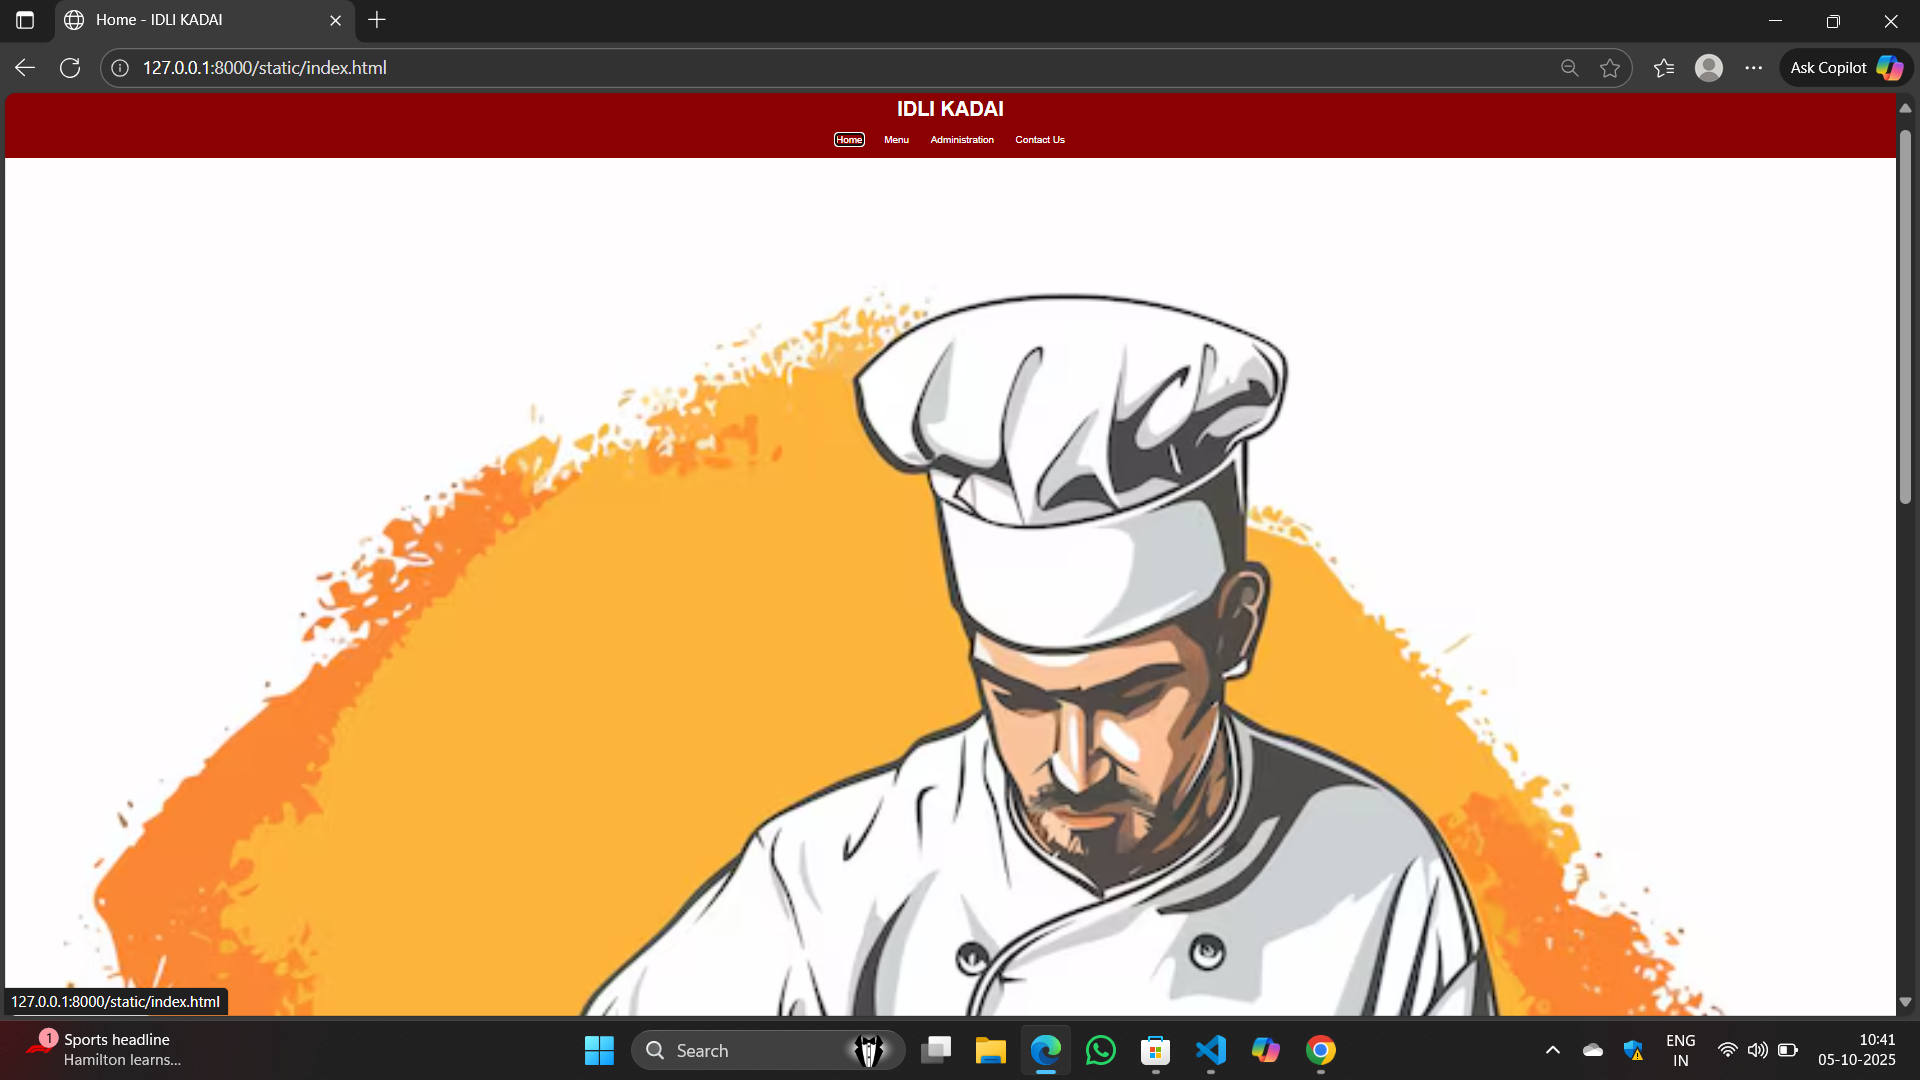 Home - IDLI KADAI
127.0.0.1:8000/static/index.html
Ask Copilot
IDLI KADAI
Home Menu Administration Contact Us
127.0.0.1:8000/static/index.html
1
Sports headline
Hamilton learns...
Search
ENG
IN
10:41
05-10-2025